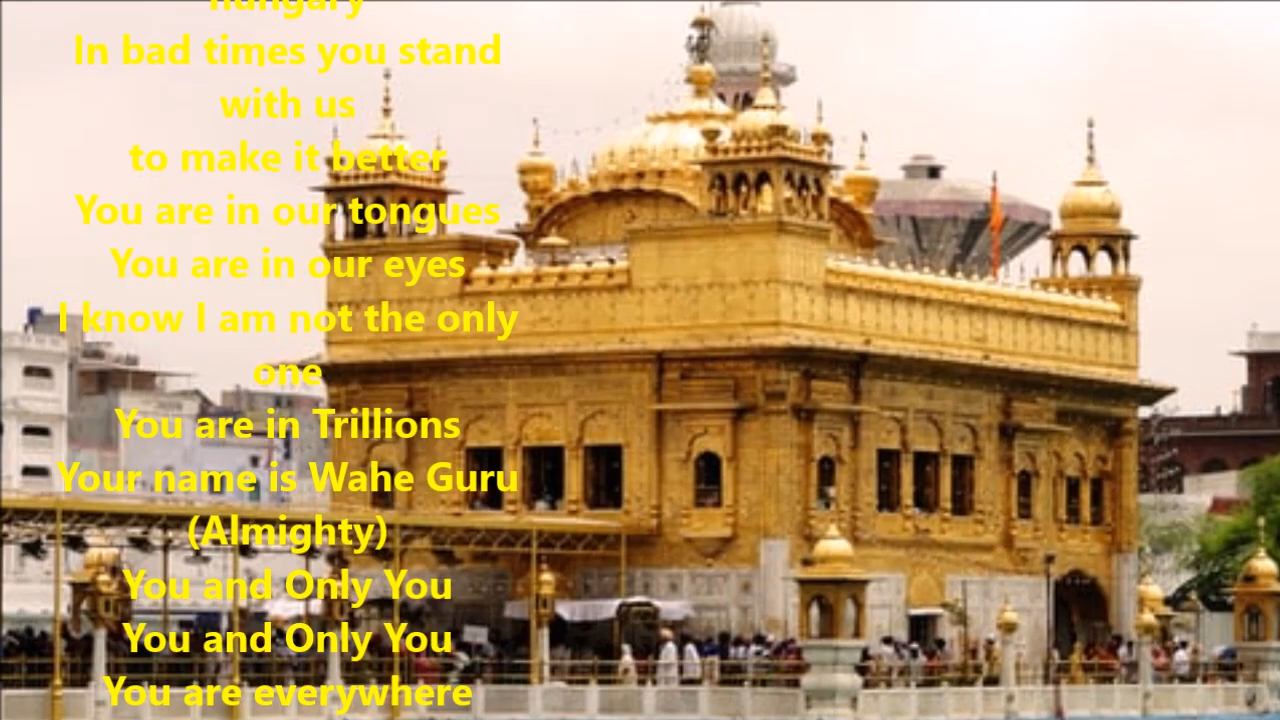 hungary
In bad times you stand
with us
to make it better
You are in our tongues
You are in our eyes
I know I am not the only
one
You are in Trillions
Your name is Wahe Guru
(Almighty)
You and Only You
You and Only You
You are everywhere